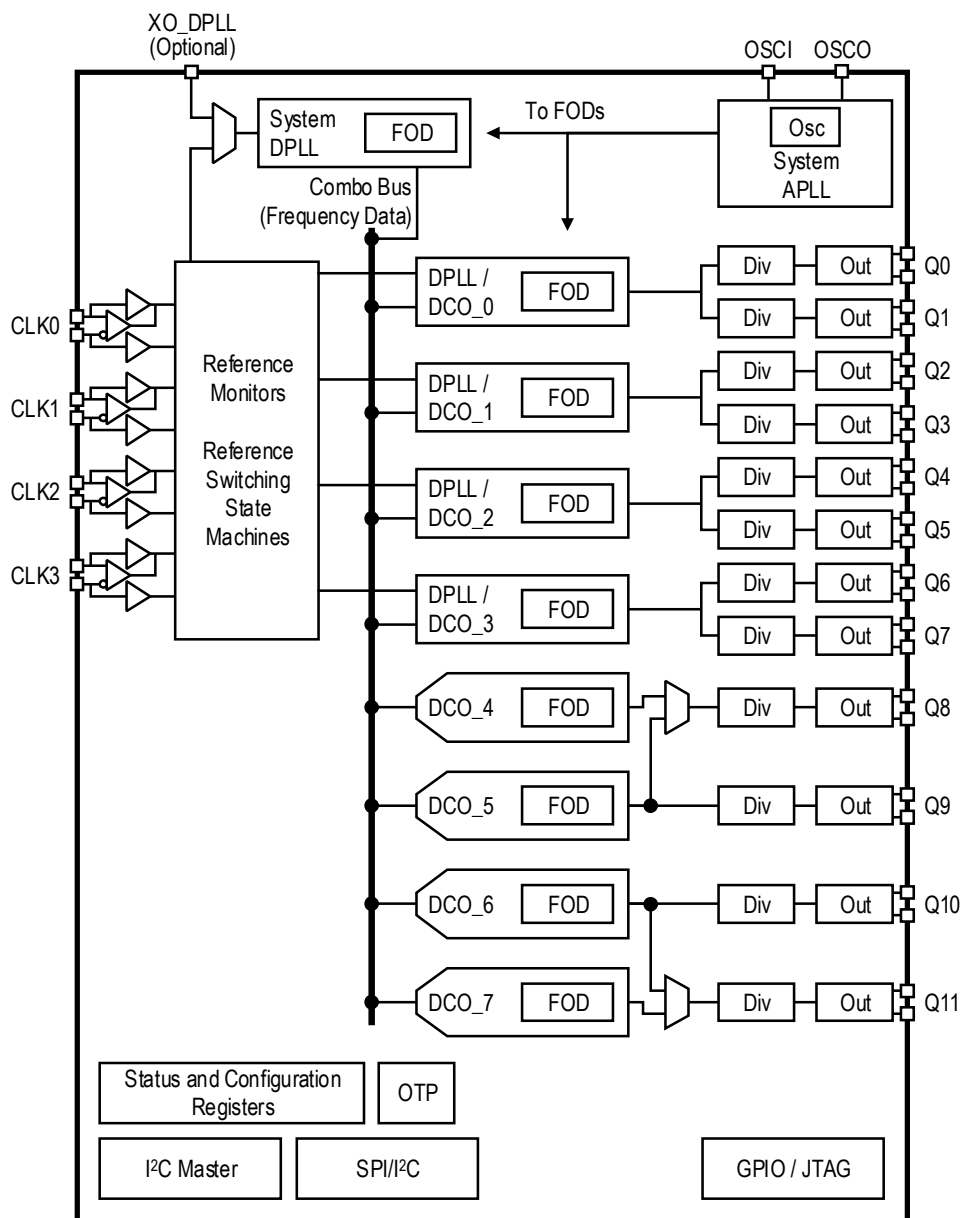 XO_DPLL
(Optional)
OSCI
OSCO
System
DPLL
FOD
To FODs
Osc
System
APLL
Combo Bus
(Frequency Data)
CLK0
CLK1
CLK2
CLK3
Reference
Monitors
Reference
Switching
State
Machines
DPLL /
DCO_0
FOD
Div
Out
Q0
Div
Out
Q1
DPLL /
DCO_1
FOD
Div
Out
Q2
Div
Out
Q3
DPLL /
DCO_2
FOD
Div
Out
Q4
Div
Out
Q5
DPLL /
DCO_3
FOD
Div
Out
Q6
Div
Out
Q7
DCO_4
FOD
Div
Out
Q8
DCO_5
FOD
Div
Out
Q9
DCO_6
FOD
Div
Out
Q10
DCO_7
FOD
Div
Out
Q11
Status and Configuration
Registers
OTP
I²C Master
SPI/I²C
GPIO / JTAG